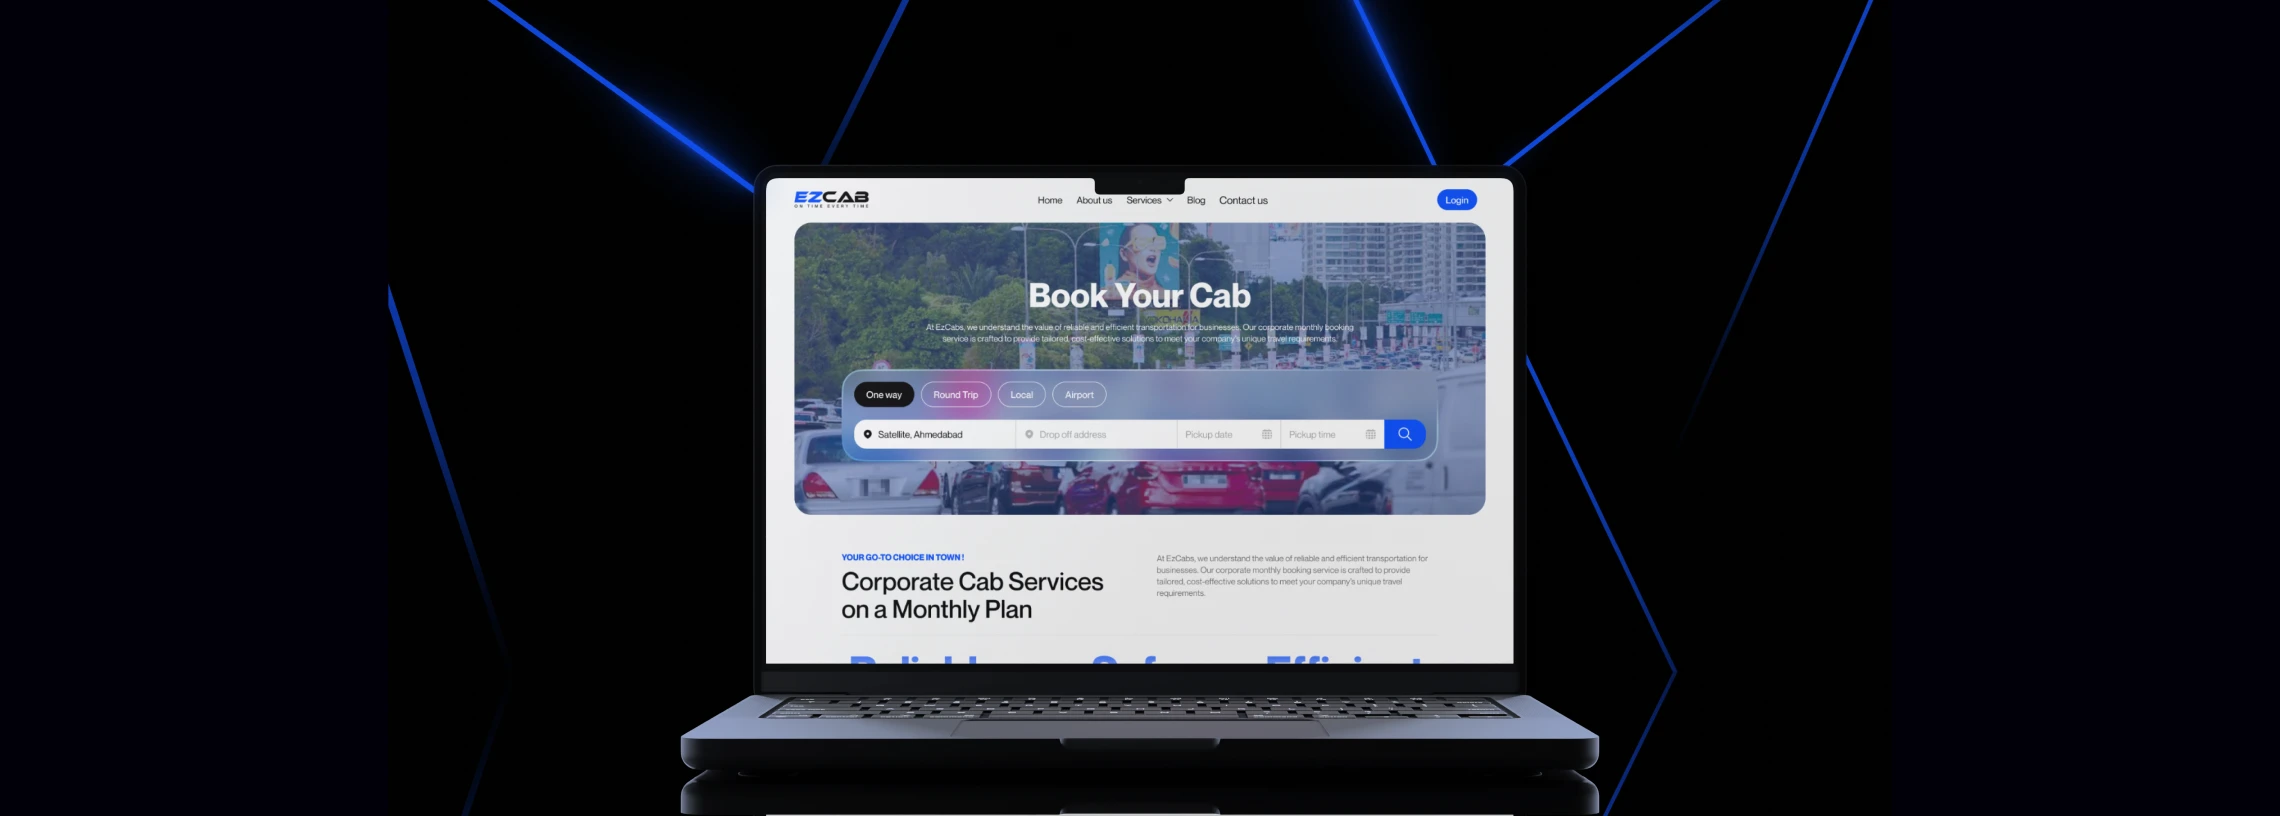 EZCAB
ON TIME EVERY TIME
Home About us Services Blog Contact us
Login
Book Your Cab
At EzCabs, we understand the value of reliable and efficient transportation for businesses. Our corporate monthly booking
service is crafted to provide tailored, cost-effective solutions to meet your company's unique travel requirements.
One way Round Trip Local Airport
Satellite, Ahmedabad Drop off address Pickup date Pickup time
YOUR GO-TO CHOICE IN TOWN !
Corporate Cab Services
on a Monthly Plan
At EzCabs, we understand the value of reliable and efficient transportation for
businesses. Our corporate monthly booking service is crafted to provide
tailored, cost-effective solutions to meet your company's unique travel
requirements.